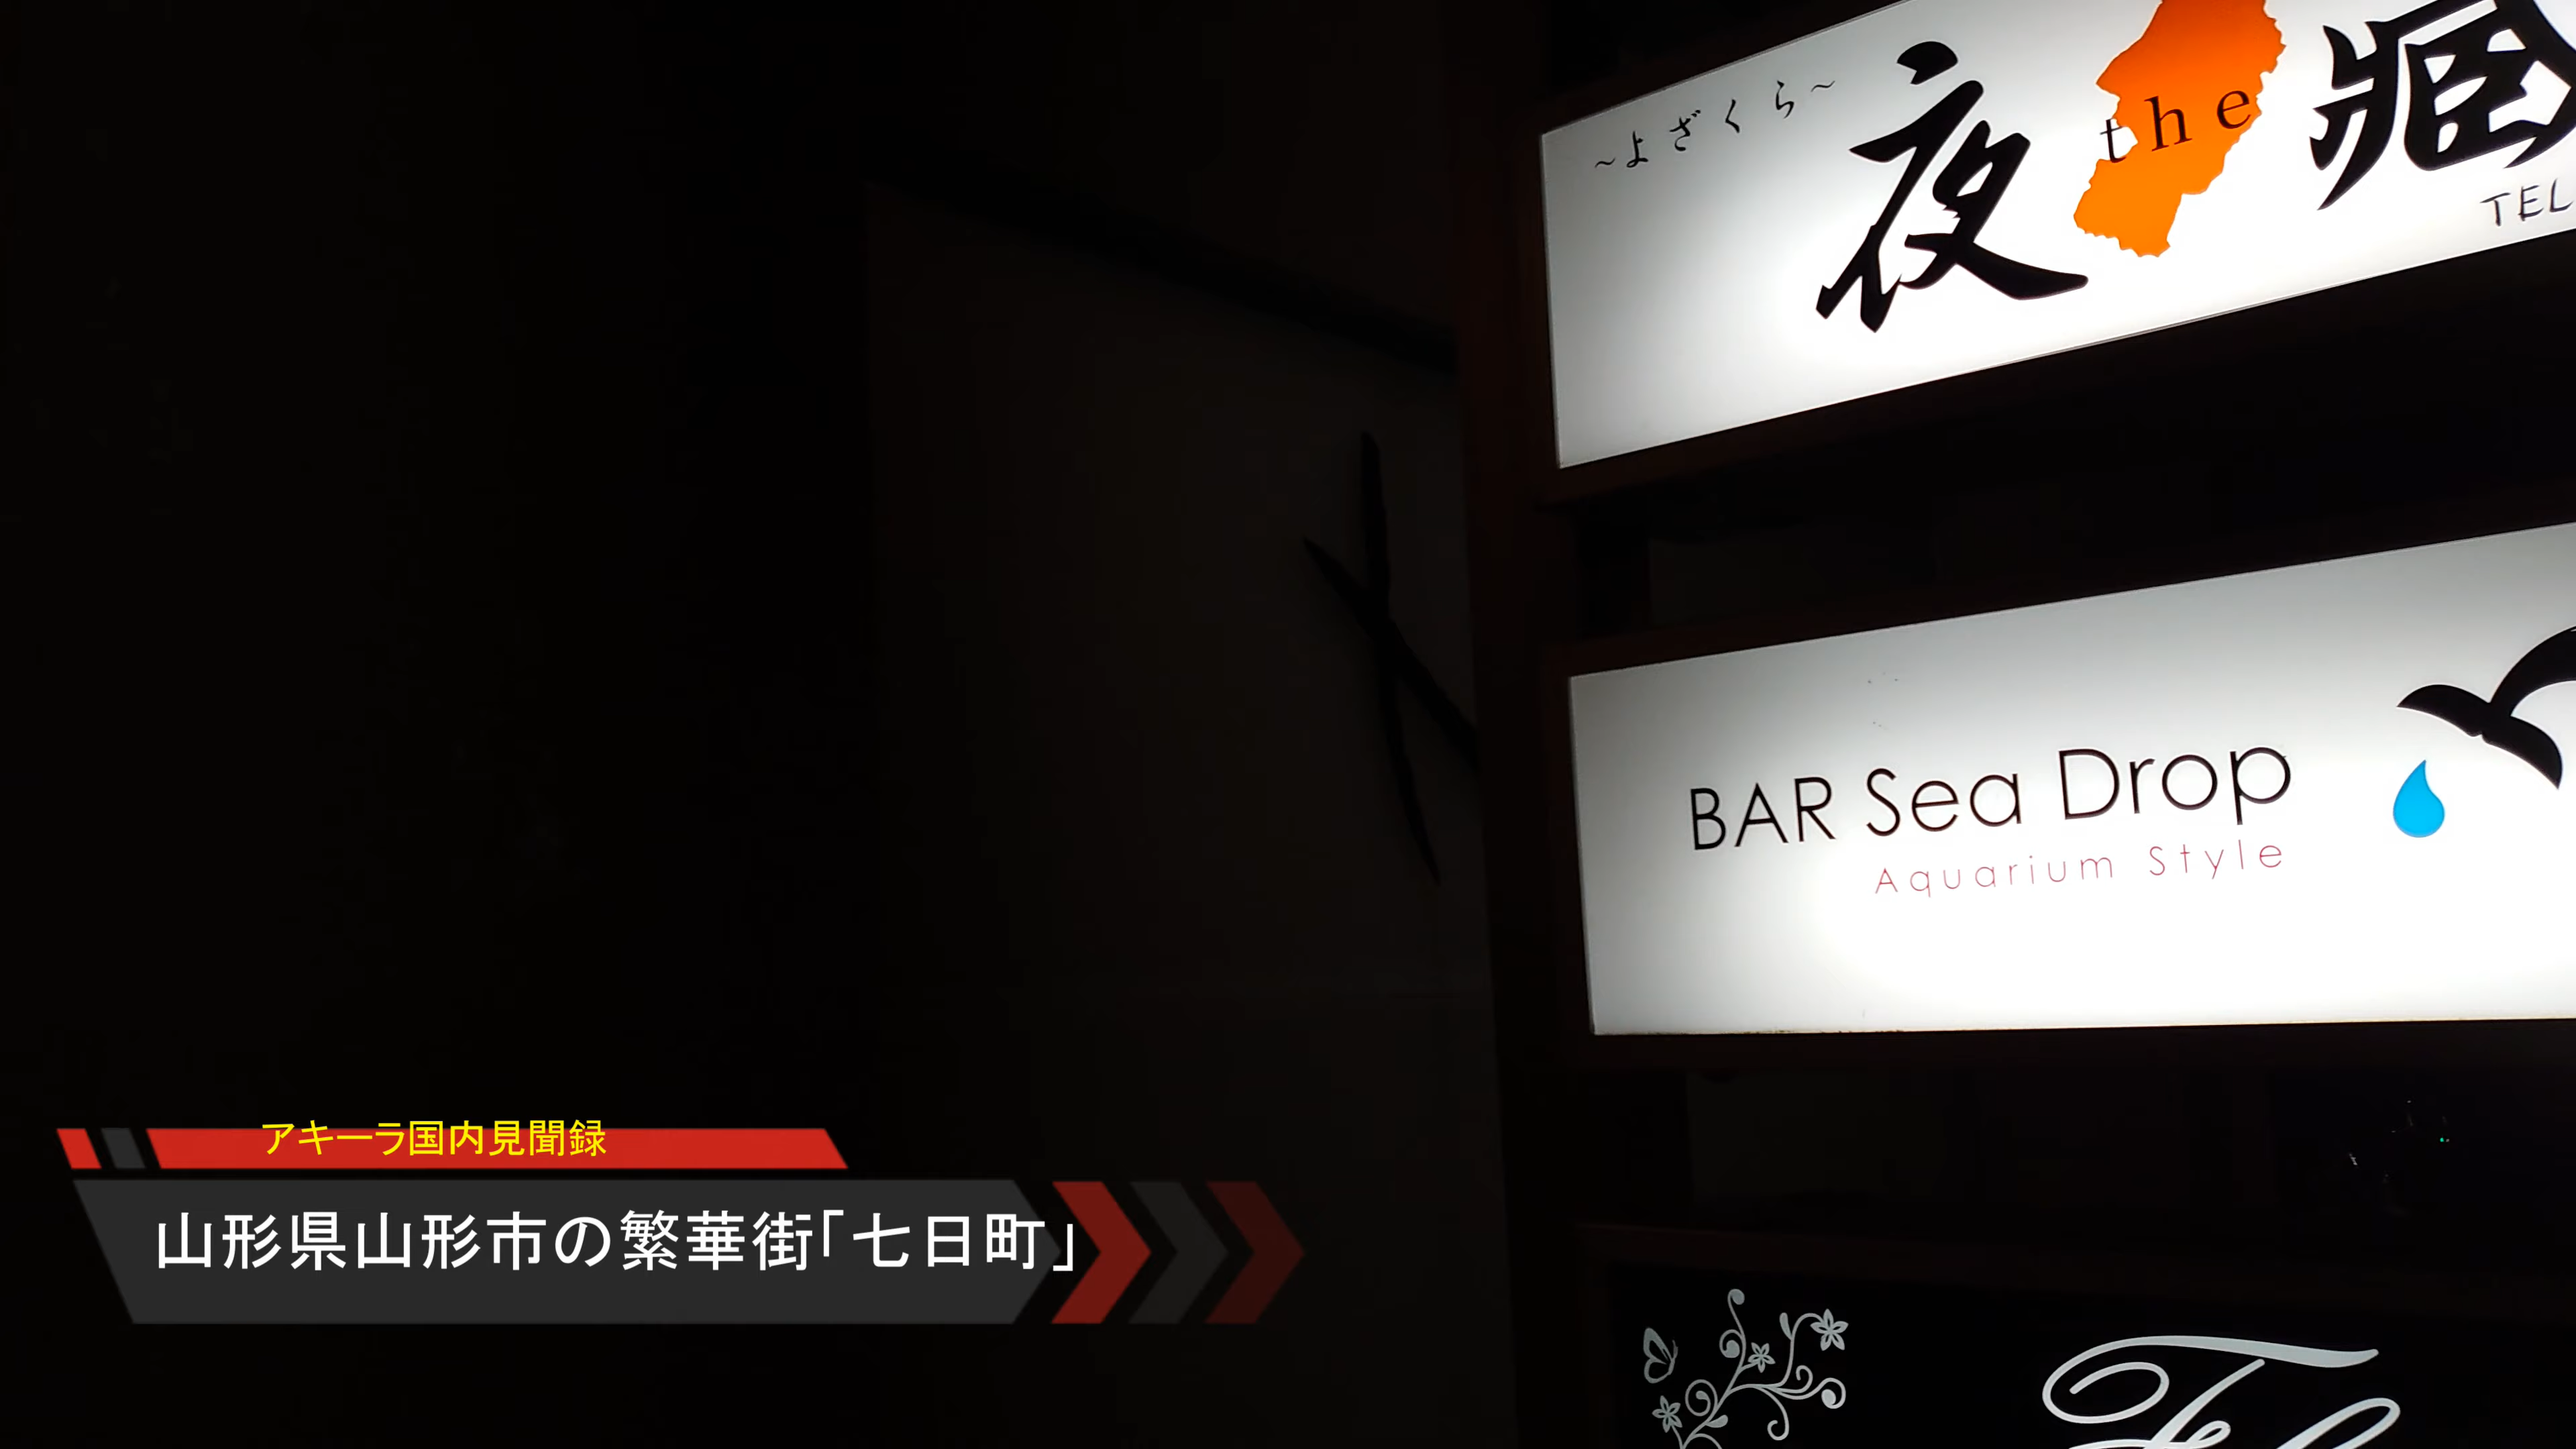 ~よざくら~
夜 the 臧
TEL
BAR Sea Drop
Aquarium Style
アキーラ国内見聞録
山形県山形市の繁華街「七日町」